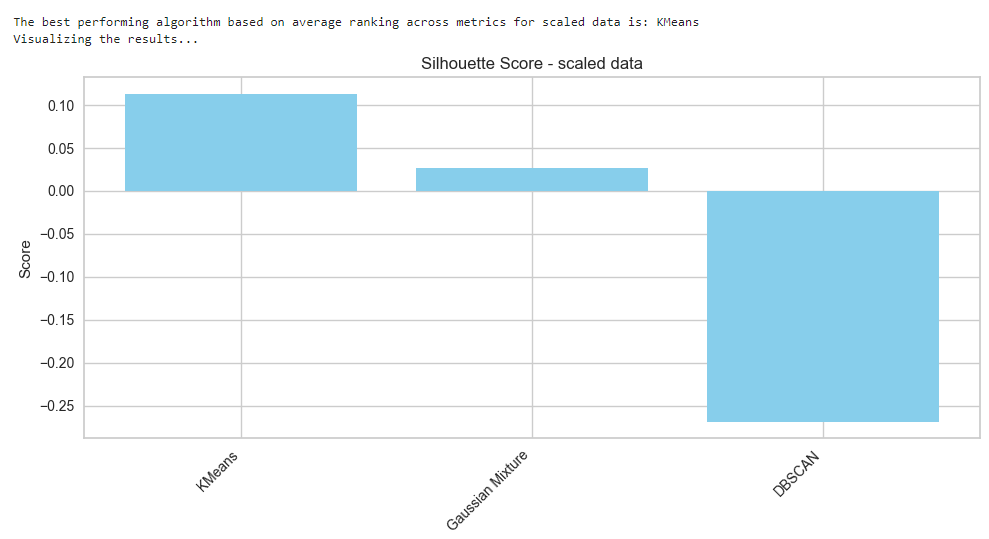 The best performing algorithm based on average ranking across metrics for scaled data is: KMeans
Visualizing the results...
Silhouette Score - scaled data
0.10
0.05
0.00
−0.05
−0.10
−0.15
−0.20
−0.25
Score
KMeans
Gaussian Mixture
DBSCAN